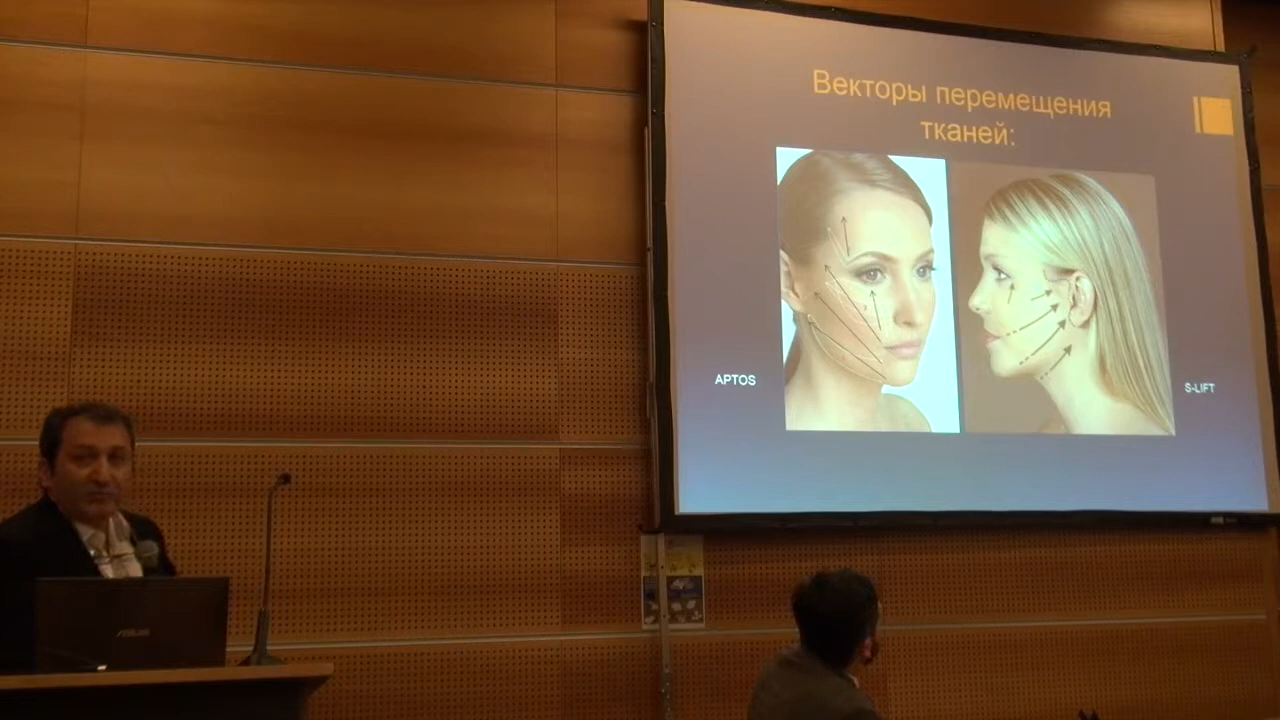 Векторы перемещения
тканей:
APTOS
S-LIFT
ASUS